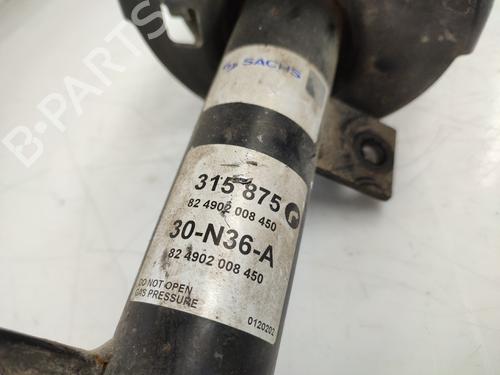 SACHS
315 875 r
82 4902 008 450
30-N36-A
82 4902 008 450
DO NOT OPEN
GAS PRESSURE
0120202
B-PARTS